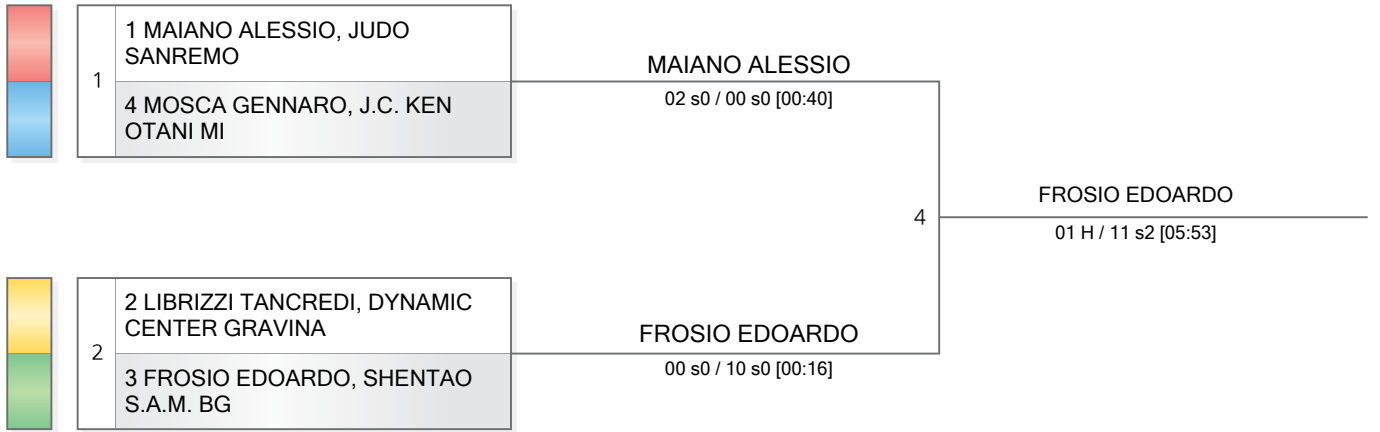 1 MAIANO ALESSIO, JUDO
SANREMO
1
4 MOSCA GENNARO, J.C. KEN
OTANI MI
MAIANO ALESSIO
02 s0 / 00 s0 [00:40]
4
FROSIO EDOARDO
01 H / 11 s2 [05:53]
2 LIBRIZZI TANCREDI, DYNAMIC
CENTER GRAVINA
2
3 FROSIO EDOARDO, SHENTAO
S.A.M. BG
FROSIO EDOARDO
00 s0 / 10 s0 [00:16]